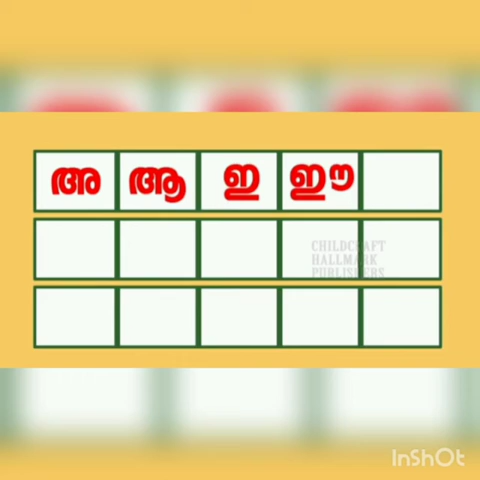 അ ആ ഇ ഈ
CHILDCRAFT
HALLMARK
PUBLISHERS
InShOt